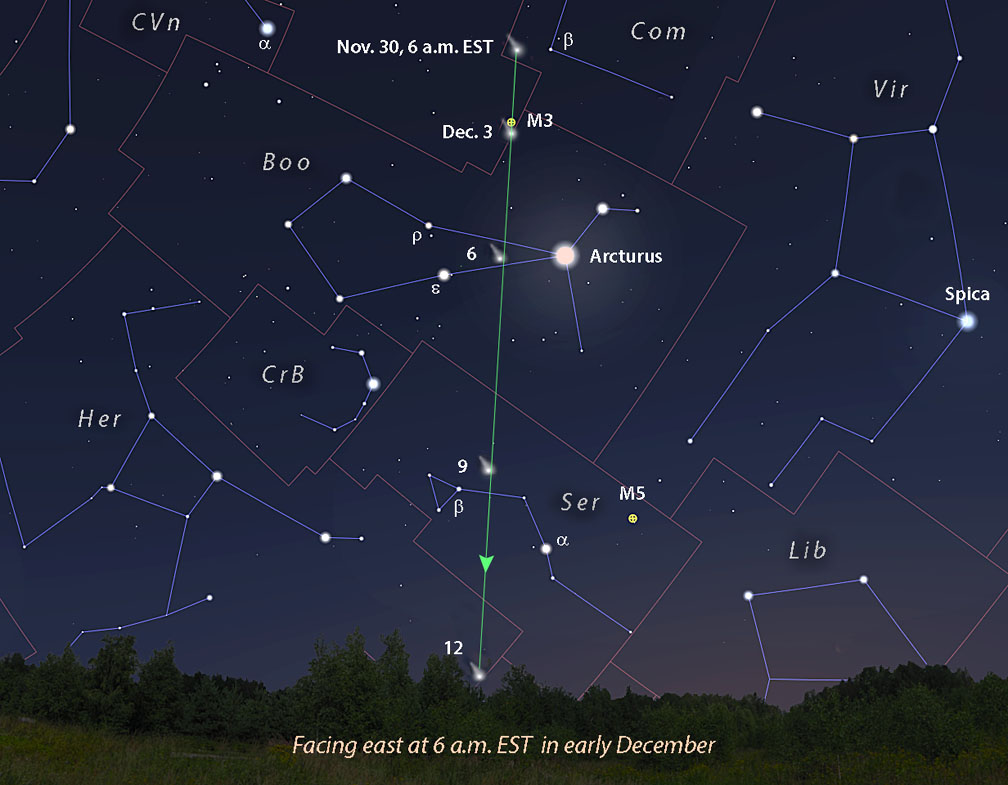 CVn
α
Nov. 30, 6 a.m. EST
β
Com
Vir
M3
Dec. 3
Boo
ρ
6
Arcturus
ε
Spica
CrB
Her
9
β
Ser
M5
α
Lib
12
Facing east at 6 a.m. EST in early December